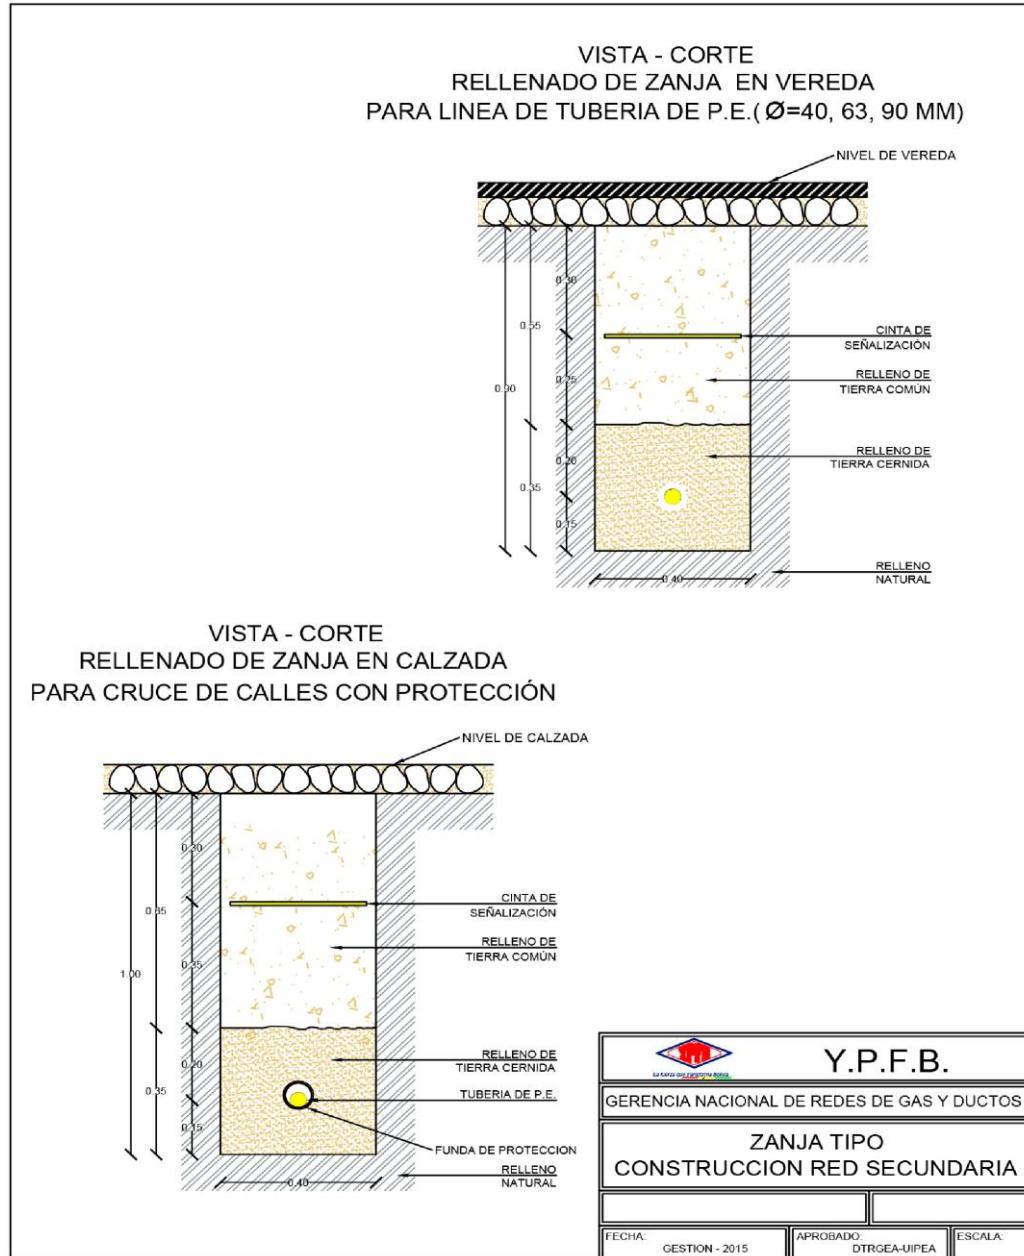 VISTA - CORTE
RELLENADO DE ZANJA EN VEREDA
PARA LINEA DE TUBERIA DE P.E.( Ø=40, 63, 90 MM)
NIVEL DE VEREDA
0.30
0.55
CINTA DE
SEÑALIZACIÓN
RELLENO DE
TIERRA COMÚN
0.25
0.90
RELLENO DE
TIERRA CERNIDA
0.20
0.35
0.15
RELLENO
NATURAL
0.40
VISTA - CORTE
RELLENADO DE ZANJA EN CALZADA
PARA CRUCE DE CALLES CON PROTECCIÓN
NIVEL DE CALZADA
0.30
CINTA DE
SEÑALIZACIÓN
RELLENO DE
TIERRA COMÚN
0.35
1.00
RELLENO DE
TIERRA CERNIDA
0.20
0.35
TUBERIA DE P.E.
0.15
FUNDA DE PROTECCION
RELLENO
NATURAL
0.40
Y.P.F.B.
La fuerza que transforma Bolivia
GERENCIA NACIONAL DE REDES DE GAS Y DUCTOS
ZANJA TIPO
CONSTRUCCION RED SECUNDARIA
FECHA:
GESTION - 2015
APROBADO:
DTRGEA-UIPEA
ESCALA: